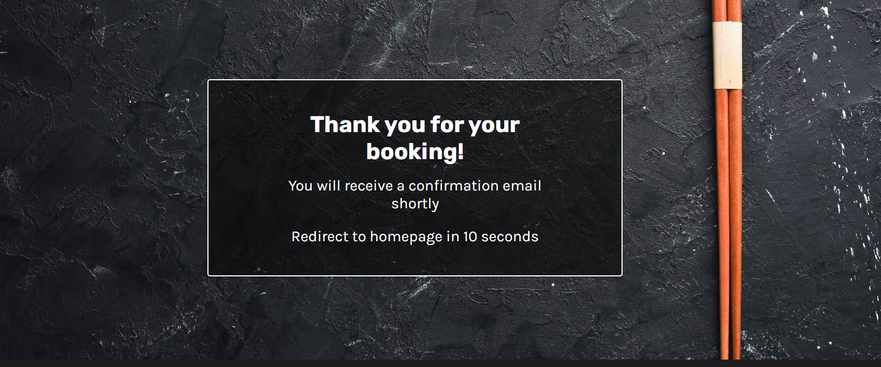 Thank you for your
booking!
You will receive a confirmation email
shortly
Redirect to homepage in 10 seconds